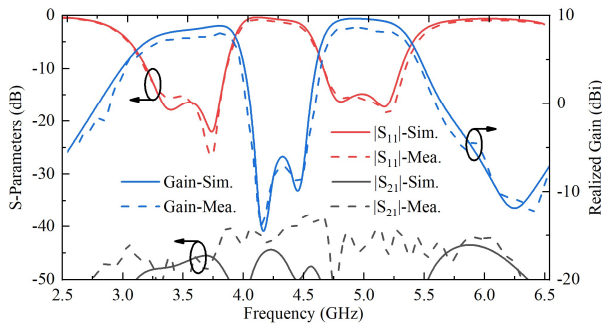 0
-10
-20
-30
-40
-50
S-Parameters (dB)
10
0
-10
-20
Realized Gain (dBi)
2.5 3.0 3.5 4.0 4.5 5.0 5.5 6.0 6.5
Frequency (GHz)
Gain-Sim.
Gain-Mea.
|S11|-Sim.
|S11|-Mea.
|S21|-Sim.
|S21|-Mea.